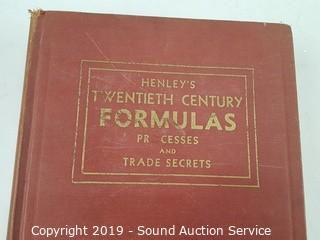 HENLEY'S
TWENTIETH CENTURY
FORMULAS
PR CESSES
AND
TRADE SECRETS
Copyright 2019 - Sound Auction Service